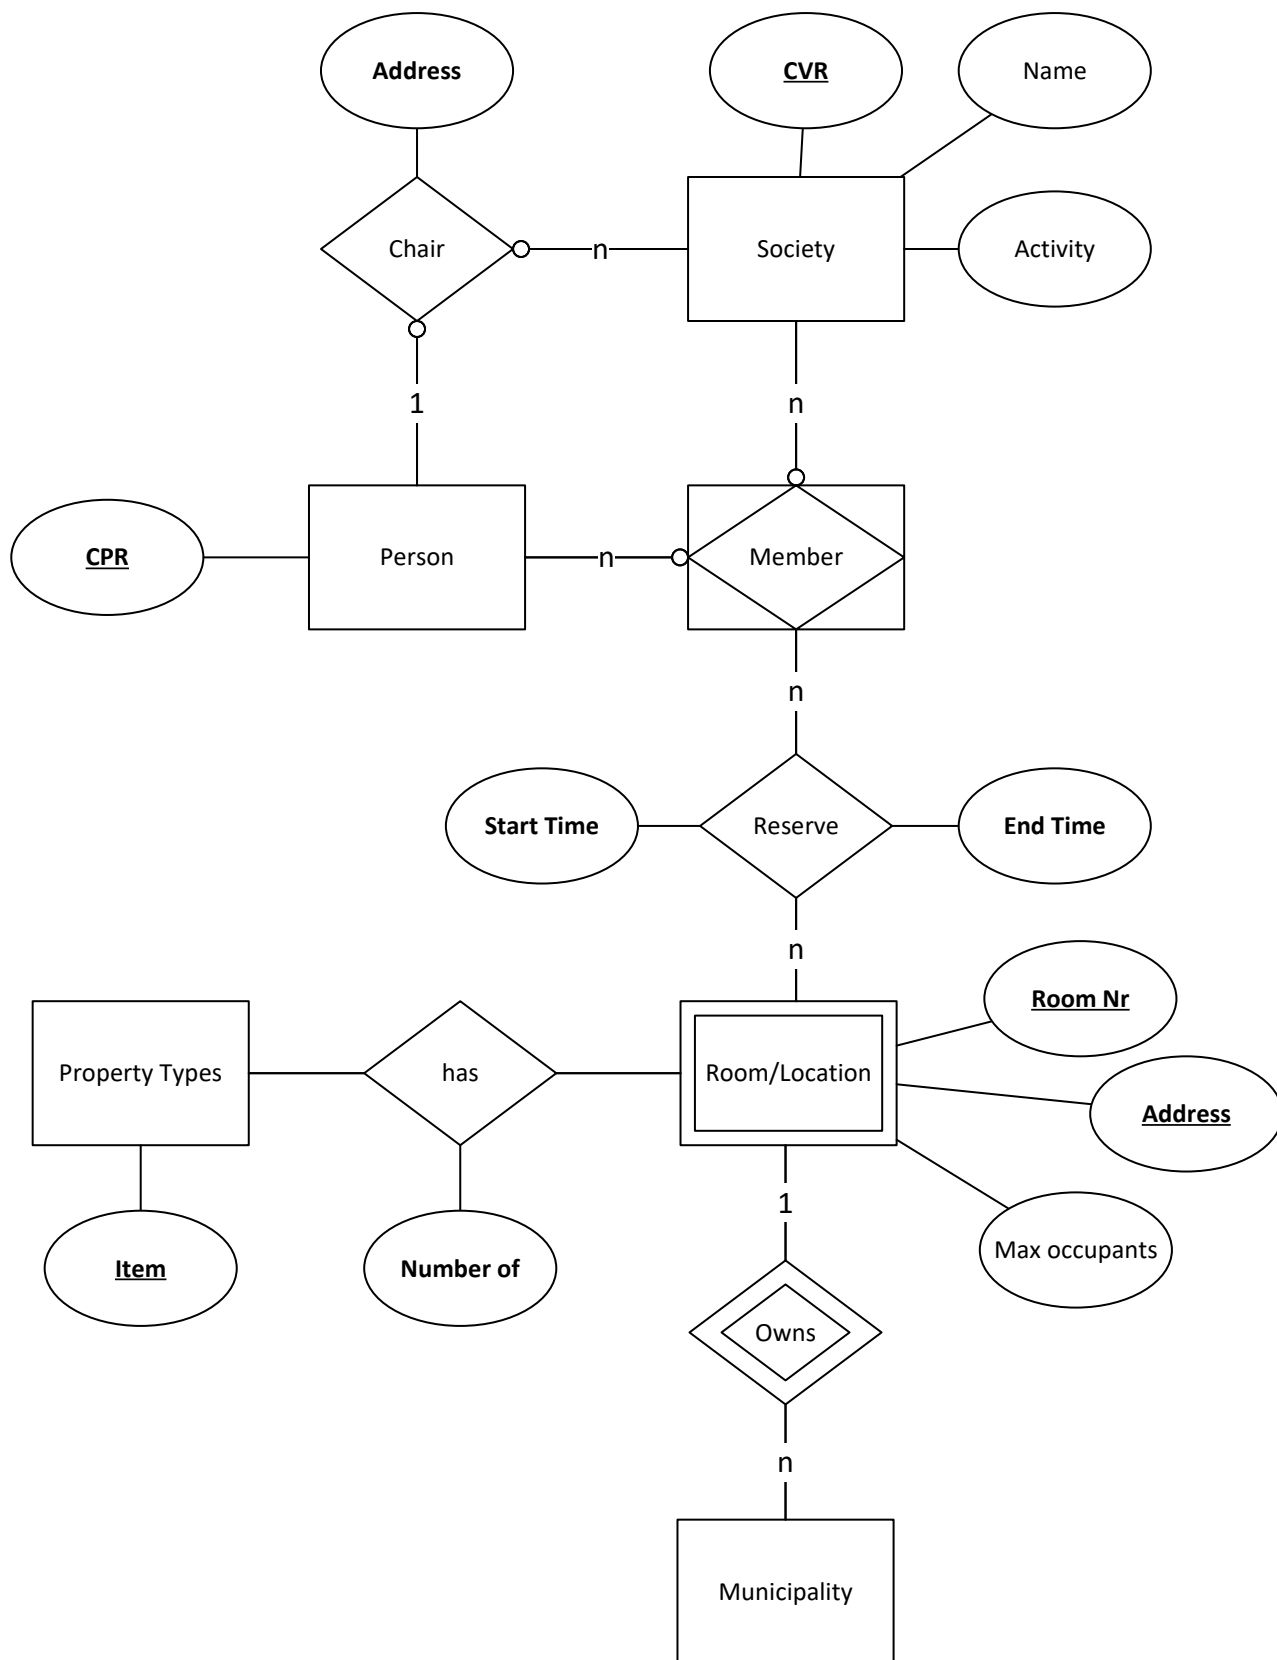 Address
CVR
Name
Chair
n
Society
Activity
1
n
CPR
Person
n
Member
n
Start Time
Reserve
End Time
n
Room Nr
Property Types
has
Room/Location
Address
1
Max occupants
Item
Number of
Owns
n
Municipality